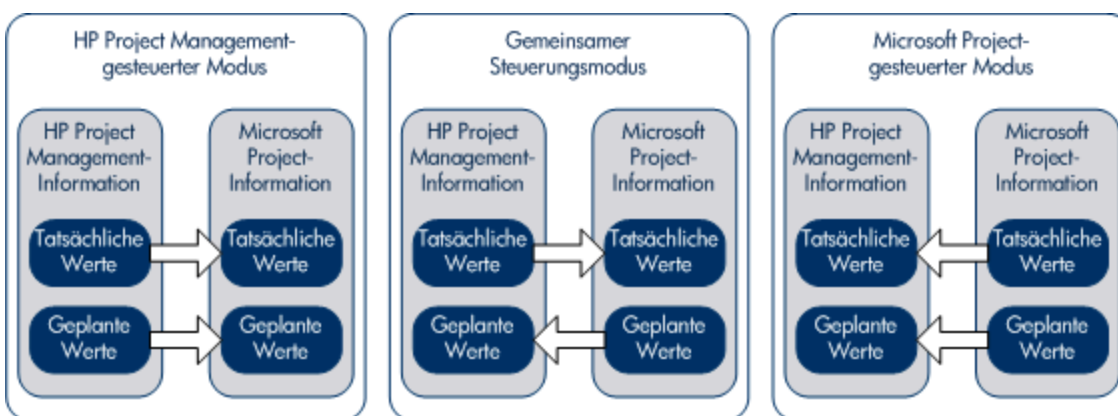 HP Project Management-
gesteuerter Modus
HP Project
Management-
Information
Microsoft
Project-
Information
Tatsächliche
Werte
Tatsächliche
Werte
Geplante
Werte
Geplante
Werte
Gemeinsamer
Steuerungsmodus
HP Project
Management-
Information
Microsoft
Project-
Information
Tatsächliche
Werte
Tatsächliche
Werte
Geplante
Werte
Geplante
Werte
Microsoft Project-
gesteuerter Modus
HP Project
Management-
Information
Microsoft
Project-
Information
Tatsächliche
Werte
Tatsächliche
Werte
Geplante
Werte
Geplante
Werte